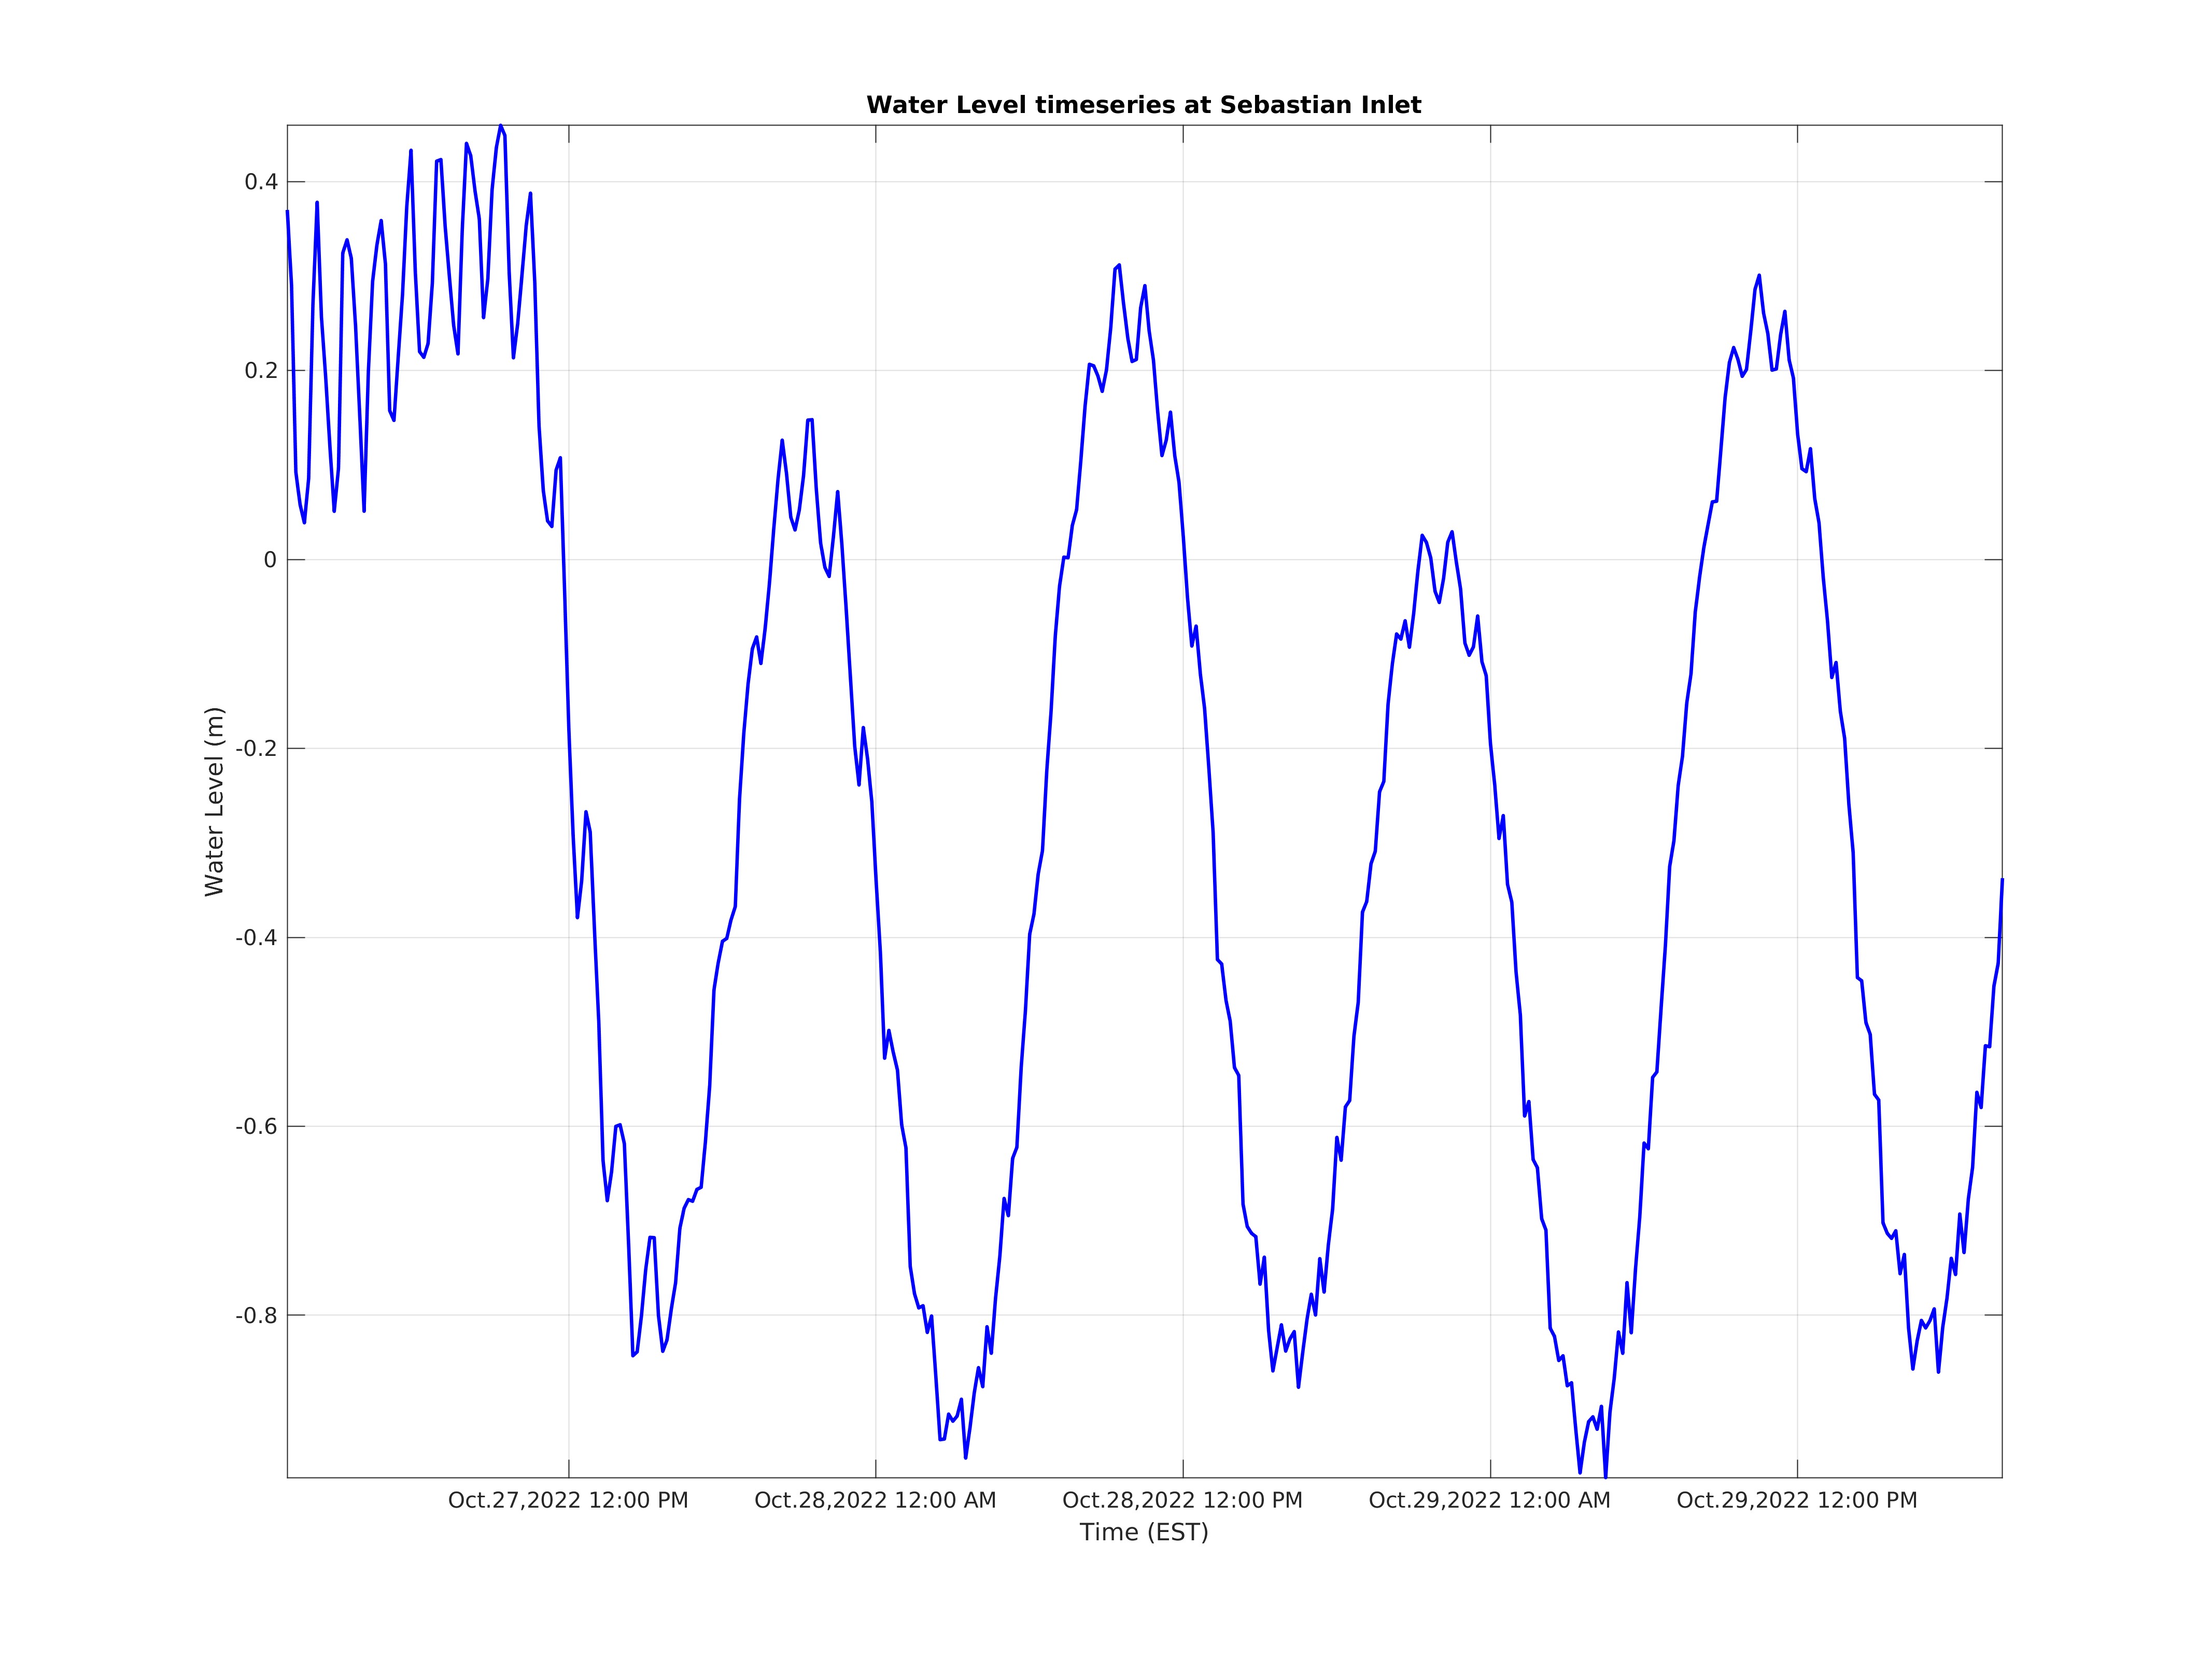 Water Level timeseries at Sebastian Inlet
0.4
0.2
0
-0.2
-0.4
-0.6
-0.8
Water Level (m)
Oct.27,2022 12:00 PM Oct.28,2022 12:00 AM Oct.28,2022 12:00 PM Oct.29,2022 12:00 AM Oct.29,2022 12:00 PM
Time (EST)